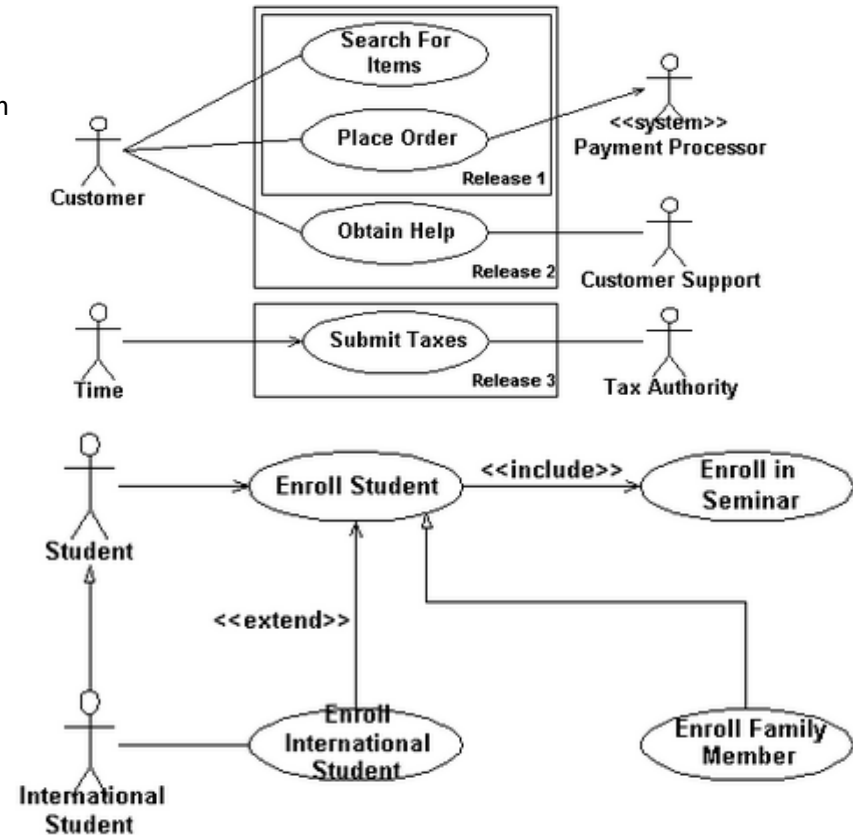 Search For
Items
n
Place Order
<<system>>
Payment Processor
Release 1
Customer
Obtain Help
Release 2
Customer Support
Submit Taxes
Release 3
Time
Tax Authority
Enroll Student
<<include>>
Enroll in
Seminar
Student
<<extend>>
Enroll
International
Student
Enroll Family
Member
International
Student